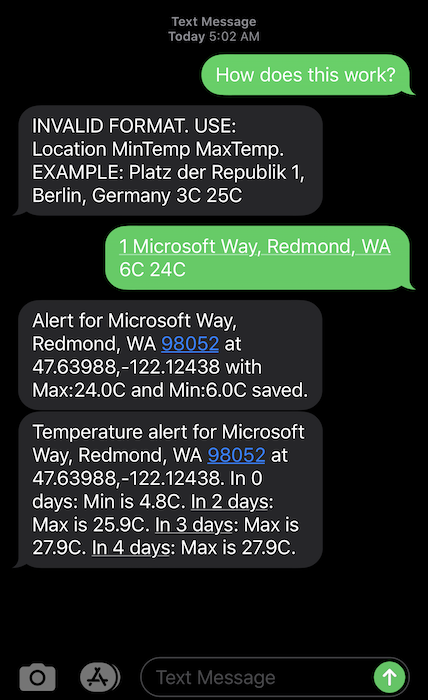 Text Message
Today 5:02 AM
How does this work?
INVALID FORMAT. USE:
Location MinTemp MaxTemp.
EXAMPLE: Platz der Republik 1,
Berlin, Germany 3C 25C
1 Microsoft Way, Redmond, WA
6C 24C
Alert for Microsoft Way,
Redmond, WA 98052 at
47.63988,-122.12438 with
Max:24.0C and Min:6.0C saved.
Temperature alert for Microsoft
Way, Redmond, WA 98052 at
47.63988,-122.12438. In 0
days: Min is 4.8C. In 2 days:
Max is 25.9C. In 3 days: Max is
27.9C. In 4 days: Max is 27.9C.
Text Message